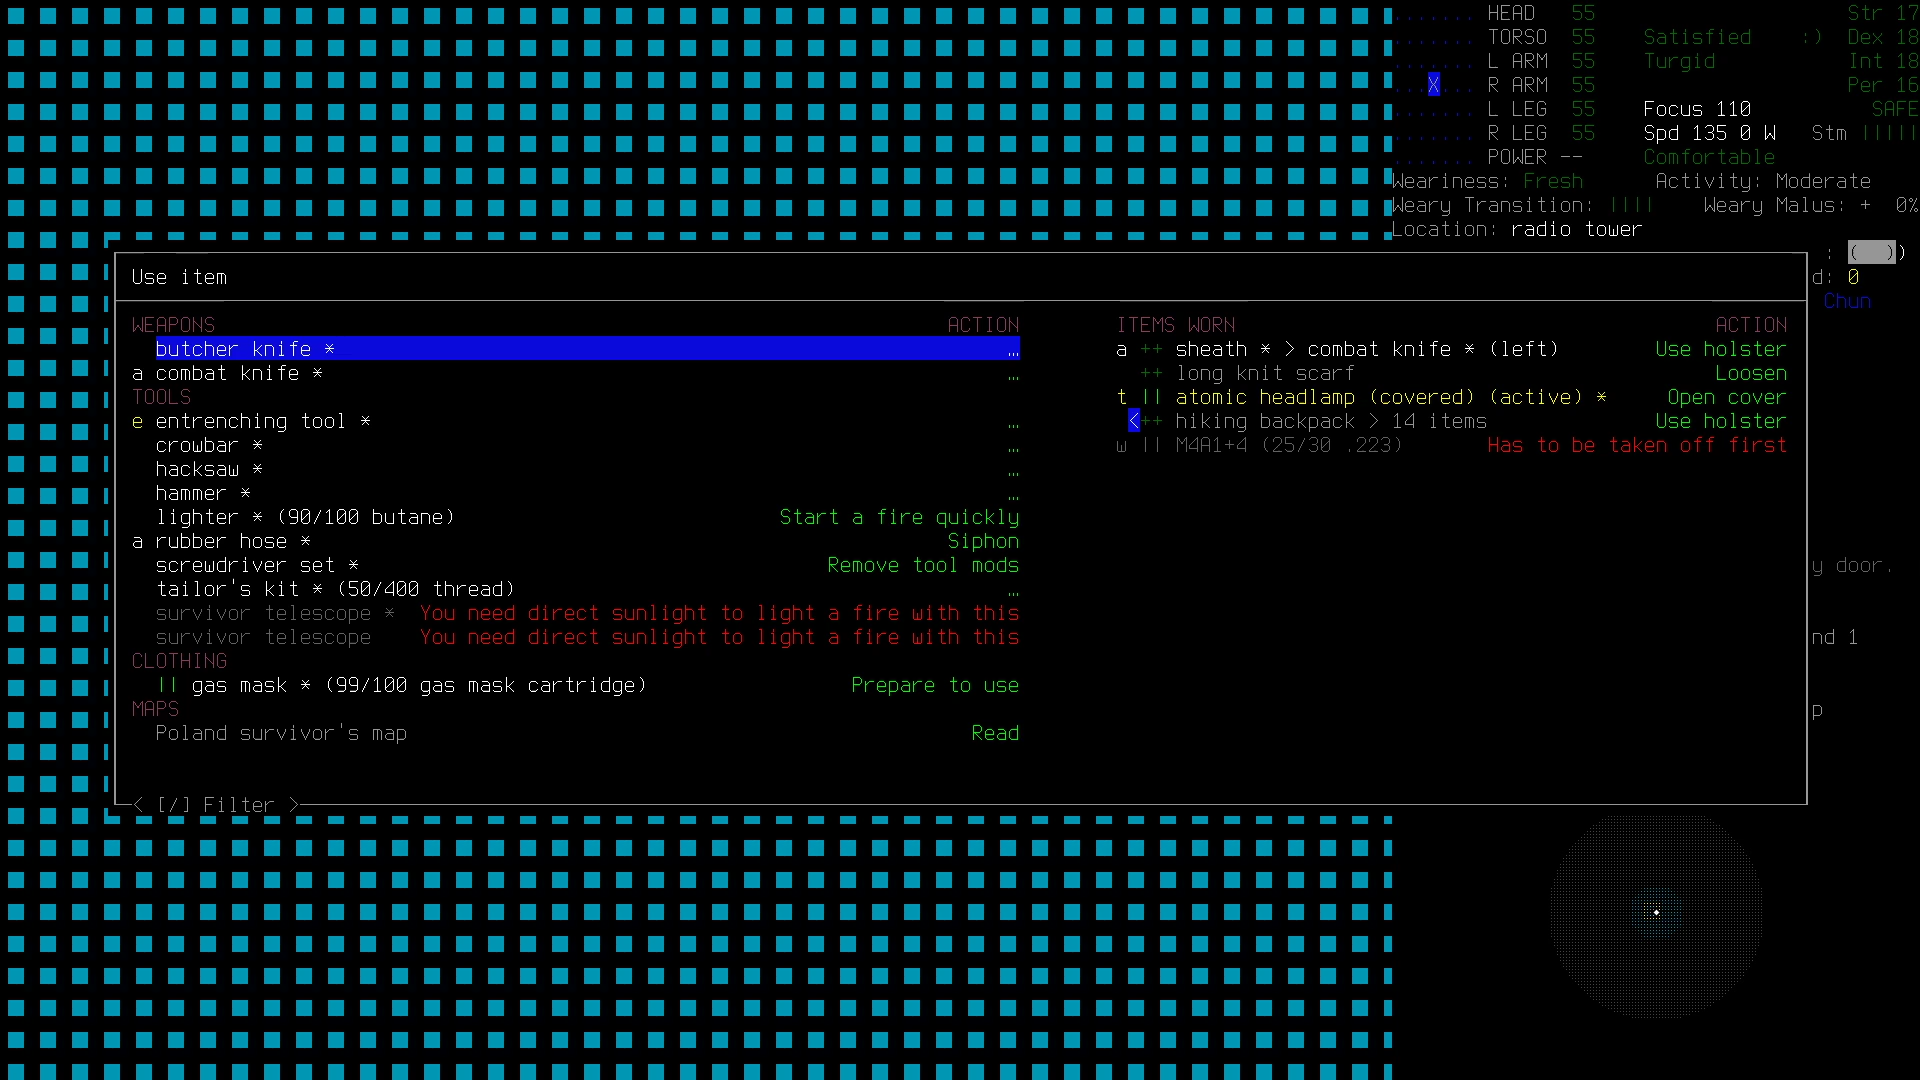 HEAD 55 Str 17
TORSO 55 Satisfied :) Dex 18
L ARM 55 Turgid Int 18
X R ARM 55 Per 16
L LEG 55 Focus 110 SAFE
R LEG 55 Spd 135 0 W Stm |||||
POWER -- Comfortable
Weariness: Fresh Activity: Moderate
Weary Transition: |||| Weary Malus: + 0%
Location: radio tower
: ( ))
Use item d: 0
Chun
WEAPONS ACTION ITEMS WORN ACTION
butcher knife * … a ++ sheath * > combat knife * (left) Use holster
a combat knife * … ++ long knit scarf Loosen
TOOLS t || atomic headlamp (covered) (active) * Open cover
e entrenching tool * … <++ hiking backpack > 14 items Use holster
crowbar * … w || M4A1+4 (25/30 .223) Has to be taken off first
hacksaw * …
hammer * …
lighter * (90/100 butane) Start a fire quickly
a rubber hose * Siphon
screwdriver set * Remove tool mods y door.
tailor's kit * (50/400 thread) …
survivor telescope * You need direct sunlight to light a fire with this
survivor telescope You need direct sunlight to light a fire with this nd 1
CLOTHING
|| gas mask * (99/100 gas mask cartridge) Prepare to use
MAPS p
Poland survivor's map Read
< [/] Filter >